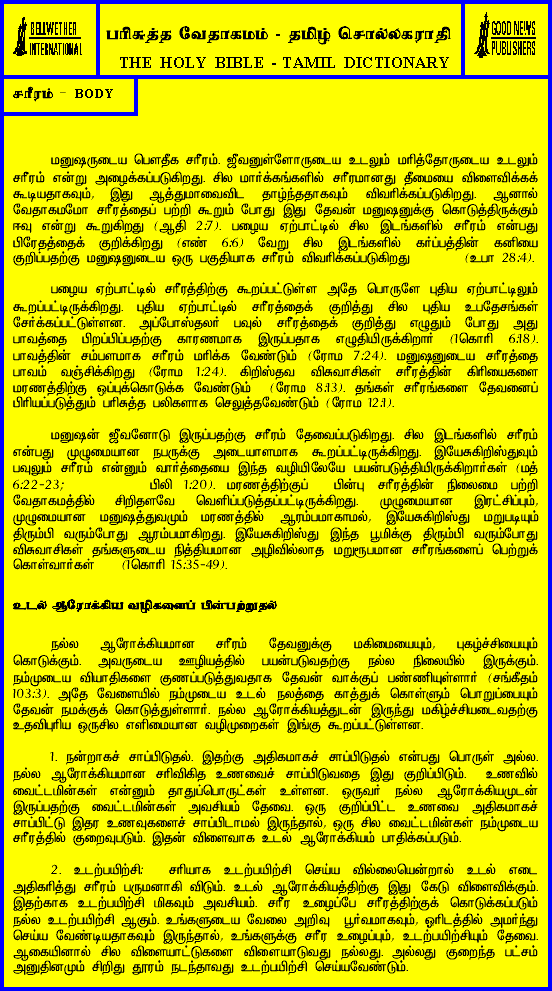 BELLWETHER
INTERNATIONAL
பரிசுத்த வேதாகமம் - தமிழ் சொல்லகராதி
THE HOLY BIBLE - TAMIL DICTIONARY
GOOD NEWS
PUBLISHERS
சரீரம் - BODY
மனுஷருடைய பௌதீக சரீரம். ஜீவனுள்ளோருடைய உடலும் மரித்தோருடைய உடலும்
சரீரம் என்று அழைக்கப்படுகிறது. சில மார்க்கங்களில் சரீரமானது தீமையை விளைவிக்கக்
கூடியதாகவும், இது ஆத்துமாவைவிட தாழ்ந்ததாகவும் விவரிக்கப்படுகிறது. ஆனால்
வேதாகமமோ சரீரத்தைப் பற்றி கூறும் போது இது தேவன் மனுஷனுக்கு கொடுத்திருக்கும்
ஈவு என்று கூறுகிறது (ஆதி 2:7). பழைய ஏற்பாட்டில் சில இடங்களில் சரீரம் என்பது
பிரேதத்தைக் குறிக்கிறது (எண் 6:6) வேறு சில இடங்களில் கர்ப்பத்தின் கனியை
குறிப்பதற்கு மனுஷனுடைய ஒரு பகுதியாக சரீரம் விவரிக்கப்படுகிறது (உபா 28:4).
பழைய ஏற்பாட்டில் சரீரத்திற்கு கூறப்பட்டுள்ள அதே பொருளே புதிய ஏற்பாட்டிலும்
கூறப்பட்டிருக்கிறது. புதிய ஏற்பாட்டில் சரீரத்தைக் குறித்து சில புதிய உபதேசங்கள்
சேர்க்கப்பட்டுள்ளன. அப்போஸ்தலர் பவுல் சரீரத்தைக் குறித்து எழுதும் போது அது
பாவத்தை பிறப்பிப்பதற்கு காரணமாக இருப்பதாக எழுதியிருக்கிறார் (1கொரி 6:18).
பாவத்தின் சம்பளமாக சரீரம் மரிக்க வேண்டும் (ரோம 7:24). மனுஷனுடைய சரீரத்தை
பாவம் வஞ்சிக்கிறது (ரோம 1:24). கிறிஸ்தவ விசுவாசிகள் சரீரத்தின் கிரியைகளை
மரணத்திற்கு ஒப்புக்கொடுக்க வேண்டும் (ரோம 8:13). தங்கள் சரீரங்களை தேவனைப்
பிரியப்படுத்தும் பரிசுத்த பலிகளாக செலுத்தவேண்டும் (ரோம 12:1).
மனுஷன் ஜீவனோடு இருப்பதற்கு சரீரம் தேவைப்படுகிறது. சில இடங்களில் சரீரம்
என்பது முழுமையான நபருக்கு அடையாளமாக கூறப்பட்டிருக்கிறது. இயேசுகிறிஸ்துவும்
பவுலும் சரீரம் என்னும் வார்த்தையை இந்த வழியிலேயே பயன்படுத்தியிருக்கிறார்கள் (மத்
6:22-23; பிலி 1:20). மரணத்திற்குப் பின்பு சரீரத்தின் நிலைமை பற்றி
வேதாகமத்தில் சிறிதளவே வெளிப்படுத்தப்பட்டிருக்கிறது. முழுமையான இரட்சிப்பும்,
முழுமையான மனுஷத்துவமும் மரணத்தில் ஆரம்பமாகாமல், இயேசுகிறிஸ்து மறுபடியும்
திரும்பி வரும்போது ஆரம்பமாகிறது. இயேசுகிறிஸ்து இந்த பூமிக்கு திரும்பி வரும்போது
விசுவாசிகள் தங்களுடைய நித்தியமான அழிவில்லாத மறுரூபமான சரீரங்களைப் பெற்றுக்
கொள்வார்கள் (1கொரி 15:35-49).
உடல் ஆரோக்கிய வழிகளைப் பின்பற்றுதல்
நல்ல ஆரோக்கியமான சரீரம் தேவனுக்கு மகிமையையும், புகழ்ச்சியையும்
கொடுக்கும். அவருடைய ஊழியத்தில் பயன்படுவதற்கு நல்ல நிலையில் இருக்கும்.
நம்முடைய வியாதிகளை குணப்படுத்துவதாக தேவன் வாக்குப் பண்ணியுள்ளார் (சங்கீதம்
103:3). அதே வேளையில் நம்முடைய உடல் நலத்தை காத்துக் கொள்ளும் பொறுப்பையும்
தேவன் நமக்குக் கொடுத்துள்ளார். நல்ல ஆரோக்கியத்துடன் இருந்து மகிழ்ச்சியடைவதற்கு
உதவிபுரிய ஒருசில எளிமையான வழிமுறைகள் இங்கு கூறப்பட்டுள்ளன.
1. நன்றாகச் சாப்பிடுதல். இதற்கு அதிகமாகச் சாப்பிடுதல் என்பது பொருள் அல்ல.
நல்ல ஆரோக்கியமான சரிவிகித உணவைச் சாப்பிடுவதை இது குறிப்பிடும். உணவில்
வைட்டமின்கள் என்னும் தாதுப்பொருட்கள் உள்ளன. ஒருவர் நல்ல ஆரோக்கியமுடன்
இருப்பதற்கு வைட்டமின்கள் அவசியம் தேவை. ஒரு குறிப்பிட்ட உணவை அதிகமாகச்
சாப்பிட்டு இதர உணவுகளைச் சாப்பிடாமல் இருந்தால், ஒரு சில வைட்டமின்கள் நம்முடைய
சரீரத்தில் குறைவுபடும். இதன் விளைவாக உடல் ஆரோக்கியம் பாதிக்கப்படும்.
2. உடற்பயிற்சி: சரியாக உடற்பயிற்சி செய்ய வில்லையென்றால் உடல் எடை
அதிகரித்து சரீரம் பருமனாகி விடும். உடல் ஆரோக்கியத்திற்கு இது கேடு விளைவிக்கும்.
இதற்காக உடற்பயிற்சி மிகவும் அவசியம். சரீர உழைப்பே சரீரத்திற்குக் கொடுக்கப்படும்
நல்ல உடற்பயிற்சி ஆகும். உங்களுடைய வேலை அறிவு பூர்வமாகவும், ஓரிடத்தில் அமர்ந்து
செய்ய வேண்டியதாகவும் இருந்தால், உங்களுக்கு சரீர உழைப்பும், உடற்பயிற்சியும் தேவை.
ஆகையினால் சில விளையாட்டுகளை விளையாடுவது நல்லது. அல்லது குறைந்த பட்சம்
அனுதினமும் சிறிது தூரம் நடந்தாவது உடற்பயிற்சி செய்யவேண்டும்.